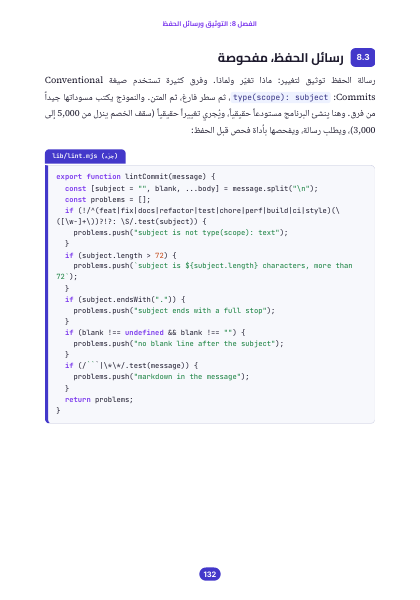 الفصل 8: التوثيق ورسائل الحفظ
8.3 رسائل الحفظ، مفحوصة
رسالة الحفظ توثيق لتغيير: ماذا تغيّر ولماذا. وفرق كثيرة تستخدم صيغة Conventional
Commits: type(scope): subject، ثم سطر فارغ، ثم المتن. والنموذج يكتب مسوداتها جيداً
من فرق. وهنا ينشئ البرنامج مستودعاً حقيقياً، ويُجري تغييراً حقيقياً (سقف الخصم ينزل من 5,000 إلى
3,000)، ويطلب رسالة، ويفحصها بأداة فحص قبل الحفظ:
lib/lint.mjs (جزء)
export function lintCommit(message) {
  const [subject = "", blank, ...body] = message.split("\n");
  const problems = [];
  if (!/^(feat|fix|docs|refactor|test|chore|perf|build|ci|style)(\
([\w-]+\))?!?: \S/.test(subject)) {
    problems.push("subject is not type(scope): text");
  }
  if (subject.length > 72) {
    problems.push(`subject is ${subject.length} characters, more than
72`);
  }
  if (subject.endsWith(".")) {
    problems.push("subject ends with a full stop");
  }
  if (blank !== undefined && blank !== "") {
    problems.push("no blank line after the subject");
  }
  if (/```|\*\*/.test(message)) {
    problems.push("markdown in the message");
  }
  return problems;
}
132